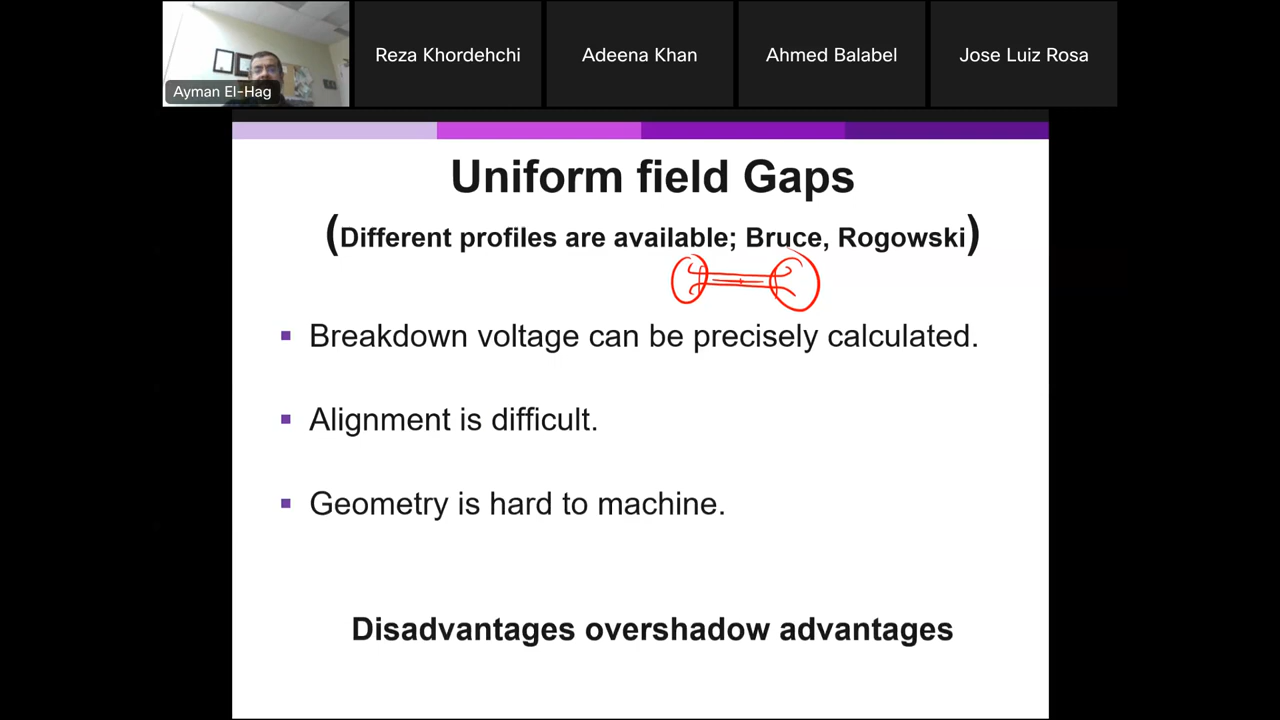 Ayman El-Hag
Reza Khordehchi
Adeena Khan
Ahmed Balabel
Jose Luiz Rosa
Uniform field Gaps
(Different profiles are available; Bruce, Rogowski)
Breakdown voltage can be precisely calculated.
Alignment is difficult.
Geometry is hard to machine.
Disadvantages overshadow advantages